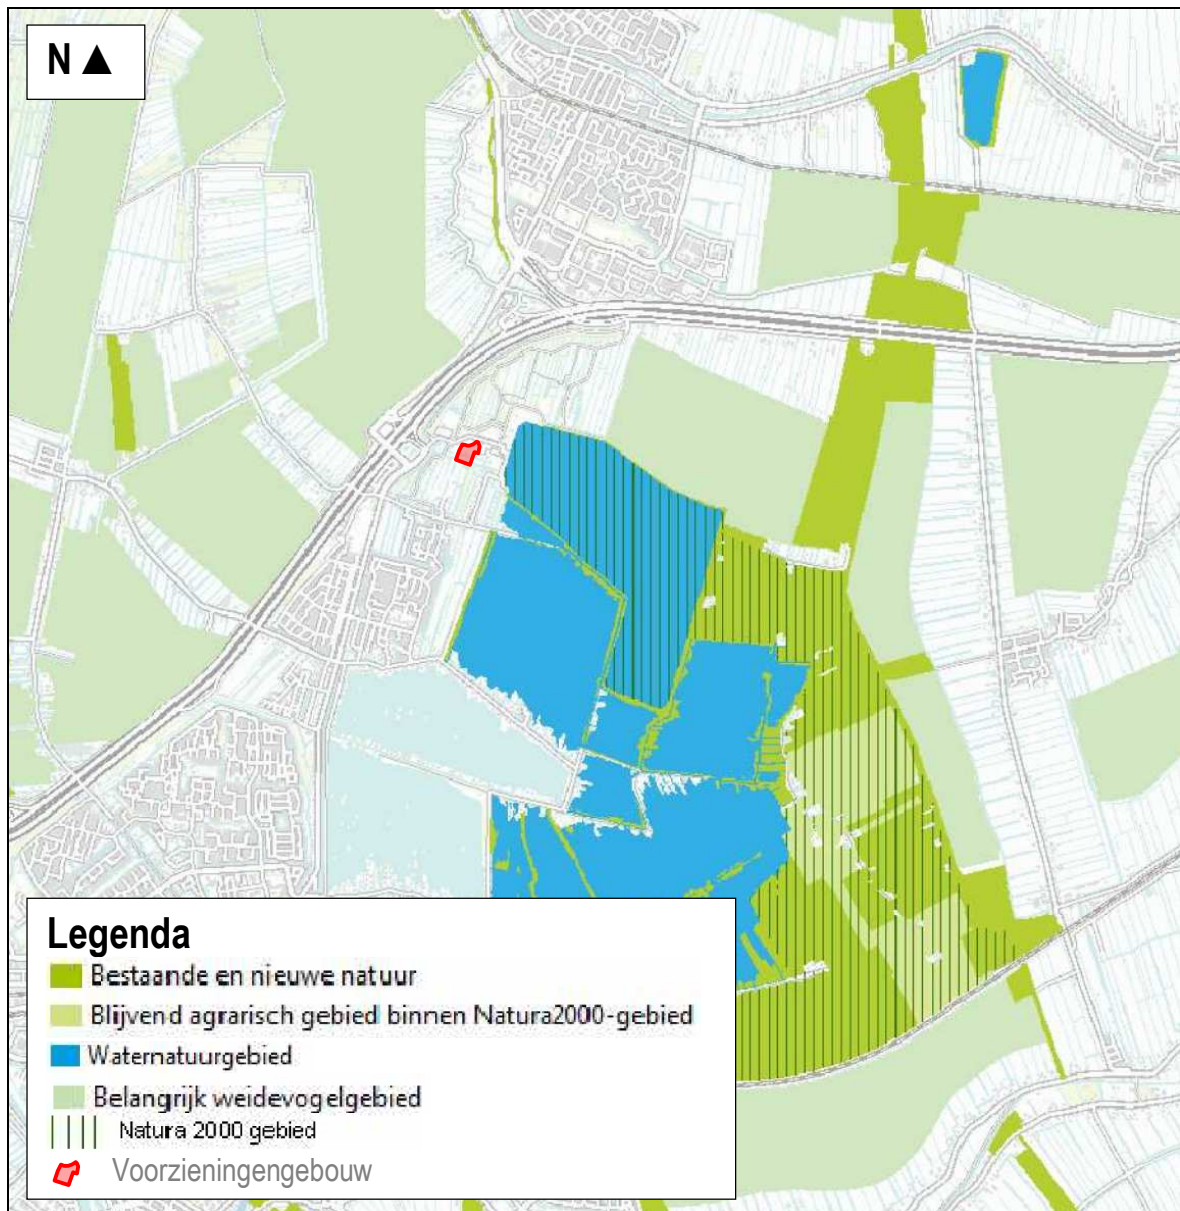 N ▲
Legenda
Bestaande en nieuwe natuur
Blijvend agrarisch gebied binnen Natura2000-gebied
Waternatuurgebied
Belangrijk weidevogelgebied
Natura 2000 gebied
Voorzieningengebouw